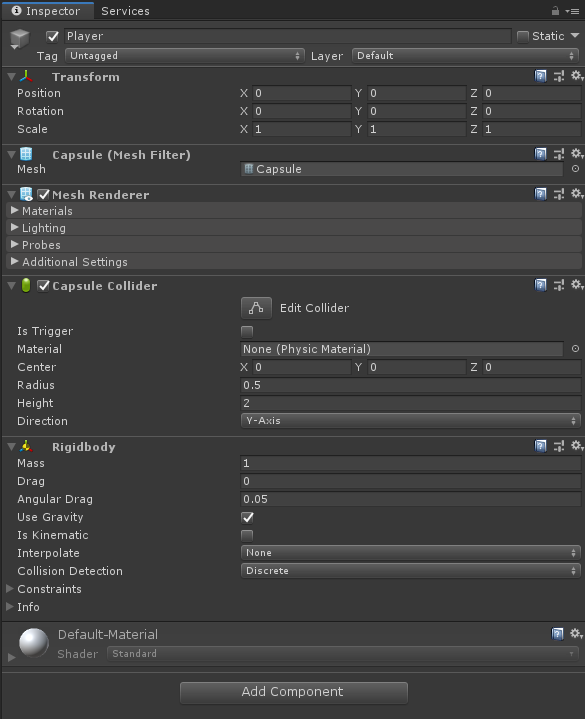 Inspector Services
Player Static
Tag Untagged Layer Default
Transform
Position X 0 Y 0 Z 0
Rotation X 0 Y 0 Z 0
Scale X 1 Y 1 Z 1
Capsule (Mesh Filter)
Mesh Capsule
Mesh Renderer
Materials
Lighting
Probes
Additional Settings
Capsule Collider
Edit Collider
Is Trigger
Material None (Physic Material)
Center X 0 Y 0 Z 0
Radius 0.5
Height 2
Direction Y-Axis
Rigidbody
Mass 1
Drag 0
Angular Drag 0.05
Use Gravity
Is Kinematic
Interpolate None
Collision Detection Discrete
Constraints
Info
Default-Material
Shader Standard
Add Component